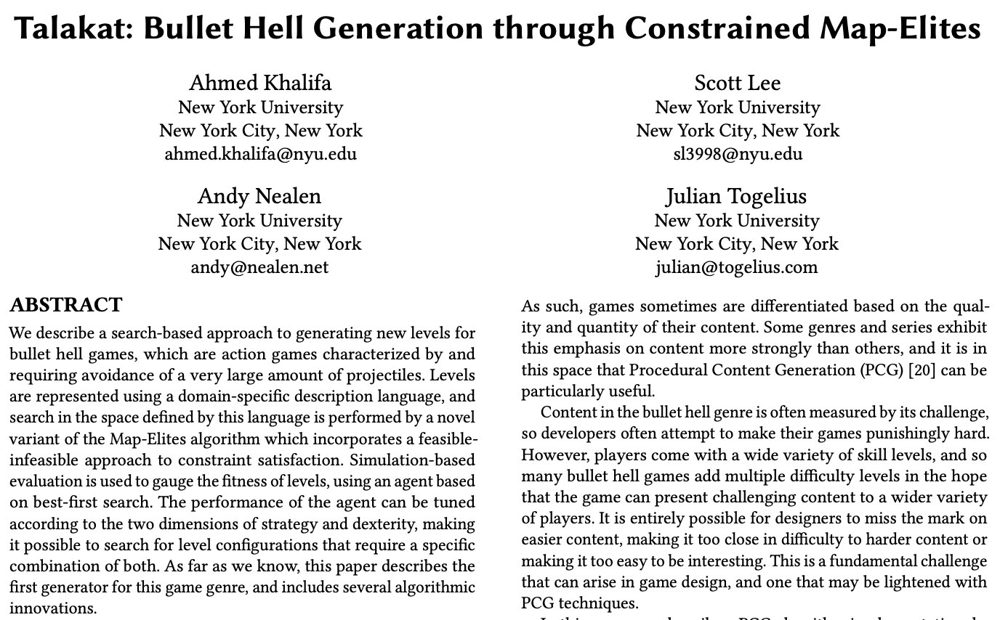 Talakat: Bullet Hell Generation through Constrained Map-Elites
Ahmed Khalifa
New York University
New York City, New York
ahmed.khalifa@nyu.edu
Scott Lee
New York University
New York City, New York
sl3998@nyu.edu
Andy Nealen
New York University
New York City, New York
andy@nealen.net
Julian Togelius
New York University
New York City, New York
julian@togelius.com
ABSTRACT
We describe a search-based approach to generating new levels for
bullet hell games, which are action games characterized by and
requiring avoidance of a very large amount of projectiles. Levels
are represented using a domain-specific description language, and
search in the space defined by this language is performed by a novel
variant of the Map-Elites algorithm which incorporates a feasible-
infeasible approach to constraint satisfaction. Simulation-based
evaluation is used to gauge the fitness of levels, using an agent based
on best-first search. The performance of the agent can be tuned
according to the two dimensions of strategy and dexterity, making
it possible to search for level configurations that require a specific
combination of both. As far as we know, this paper describes the
first generator for this game genre, and includes several algorithmic
innovations.
As such, games sometimes are differentiated based on the qual-
ity and quantity of their content. Some genres and series exhibit
this emphasis on content more strongly than others, and it is in
this space that Procedural Content Generation (PCG) [20] can be
particularly useful.
Content in the bullet hell genre is often measured by its challenge,
so developers often attempt to make their games punishingly hard.
However, players come with a wide variety of skill levels, and so
many bullet hell games add multiple difficulty levels in the hope
that the game can present challenging content to a wider variety
of players. It is entirely possible for designers to miss the mark on
easier content, making it too close in difficulty to harder content or
making it too easy to be interesting. This is a fundamental challenge
that can arise in game design, and one that may be lightened with
PCG techniques.